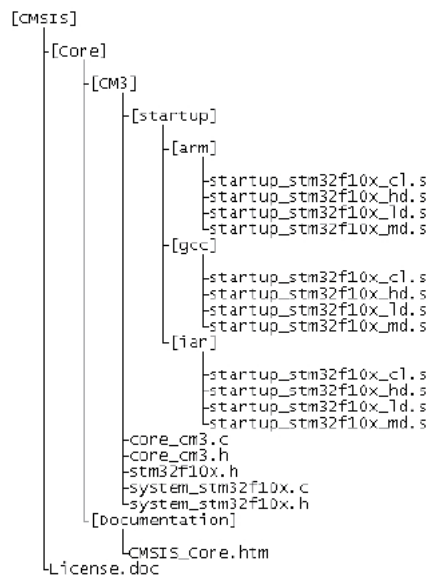 [CMSIS]
[Core]
[CM3]
[startup]
[arm]
startup_stm32f10x_cl.s
startup_stm32f10x_hd.s
startup_stm32f10x_ld.s
startup_stm32f10x_md.s
[gcc]
startup_stm32f10x_cl.s
startup_stm32f10x_hd.s
startup_stm32f10x_ld.s
startup_stm32f10x_md.s
[iar]
startup_stm32f10x_cl.s
startup_stm32f10x_hd.s
startup_stm32f10x_ld.s
startup_stm32f10x_md.s
core_cm3.c
core_cm3.h
stm32f10x.h
system_stm32f10x.c
system_stm32f10x.h
[Documentation]
CMSIS_Core.htm
License.doc